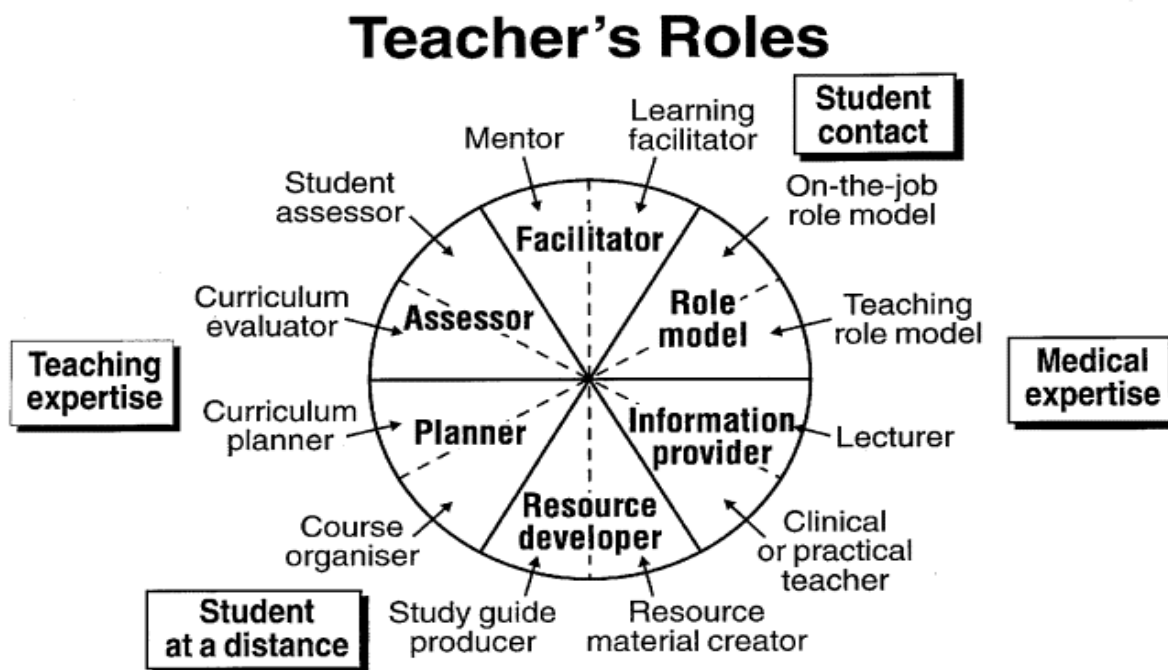 Teacher's Roles
Student
contact
Mentor
Learning
facilitator
On-the-job
role model
Student
assessor
Facilitator
Role
model
Teaching
role model
Curriculum
evaluator
Assessor
Teaching
expertise
Medical
expertise
Curriculum
planner
Planner
Information
provider
Lecturer
Resource
developer
Course
organiser
Clinical
or practical
teacher
Study guide
producer
Resource
material creator
Student
at a distance